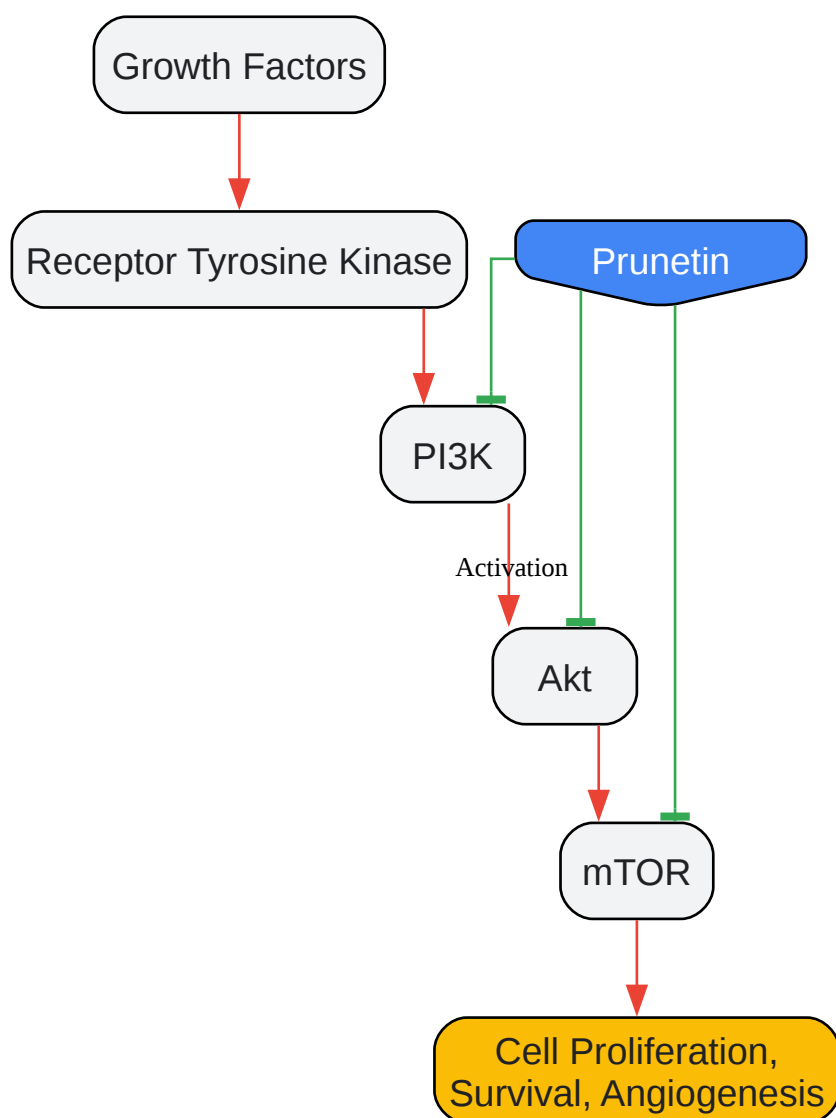 Growth Factors
Receptor Tyrosine Kinase
Prunetin
PI3K
Activation
Akt
mTOR
Cell Proliferation,
Survival, Angiogenesis